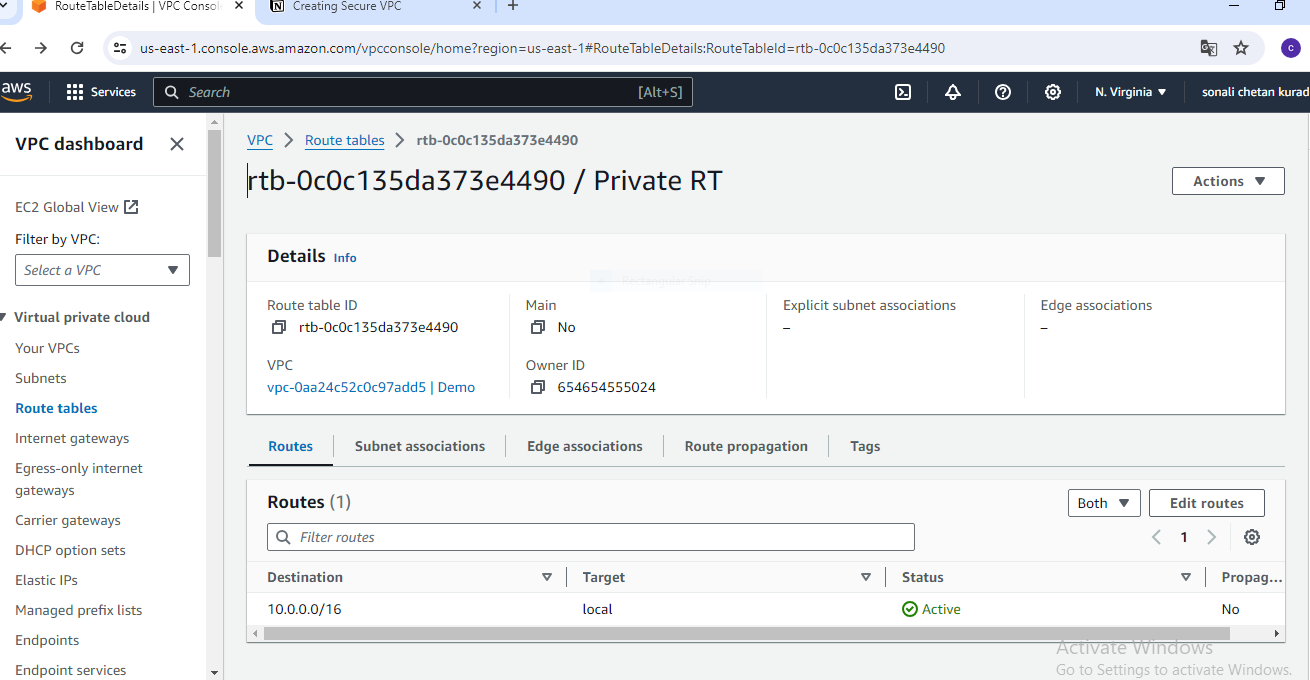 RouteTableDetails | VPC Consol
Creating Secure VPC
us-east-1.console.aws.amazon.com/vpcconsole/home?region=us-east-1#RouteTableDetails:RouteTableId=rtb-0c0c135da373e4490
c
aws
Services
Search
[Alt+S]
N. Virginia
sonali chetan kurad
VPC dashboard
EC2 Global View
Filter by VPC:
Select a VPC
Virtual private cloud
Your VPCs
Subnets
Route tables
Internet gateways
Egress-only internet
gateways
Carrier gateways
DHCP option sets
Elastic IPs
Managed prefix lists
Endpoints
Endpoint services
VPC > Route tables > rtb-0c0c135da373e4490
rtb-0c0c135da373e4490 / Private RT
Actions
Details Info
Rectangular Snip
Route table ID
rtb-0c0c135da373e4490
Main
No
Explicit subnet associations
–
Edge associations
–
VPC
vpc-0aa24c52c0c97add5 | Demo
Owner ID
654654555024
Routes
Subnet associations
Edge associations
Route propagation
Tags
Routes (1)
Both
Edit routes
Filter routes
1
Destination
Target
Status
Propag...
10.0.0.0/16
local
Active
No
Activate Windows
Go to Settings to activate Windows.